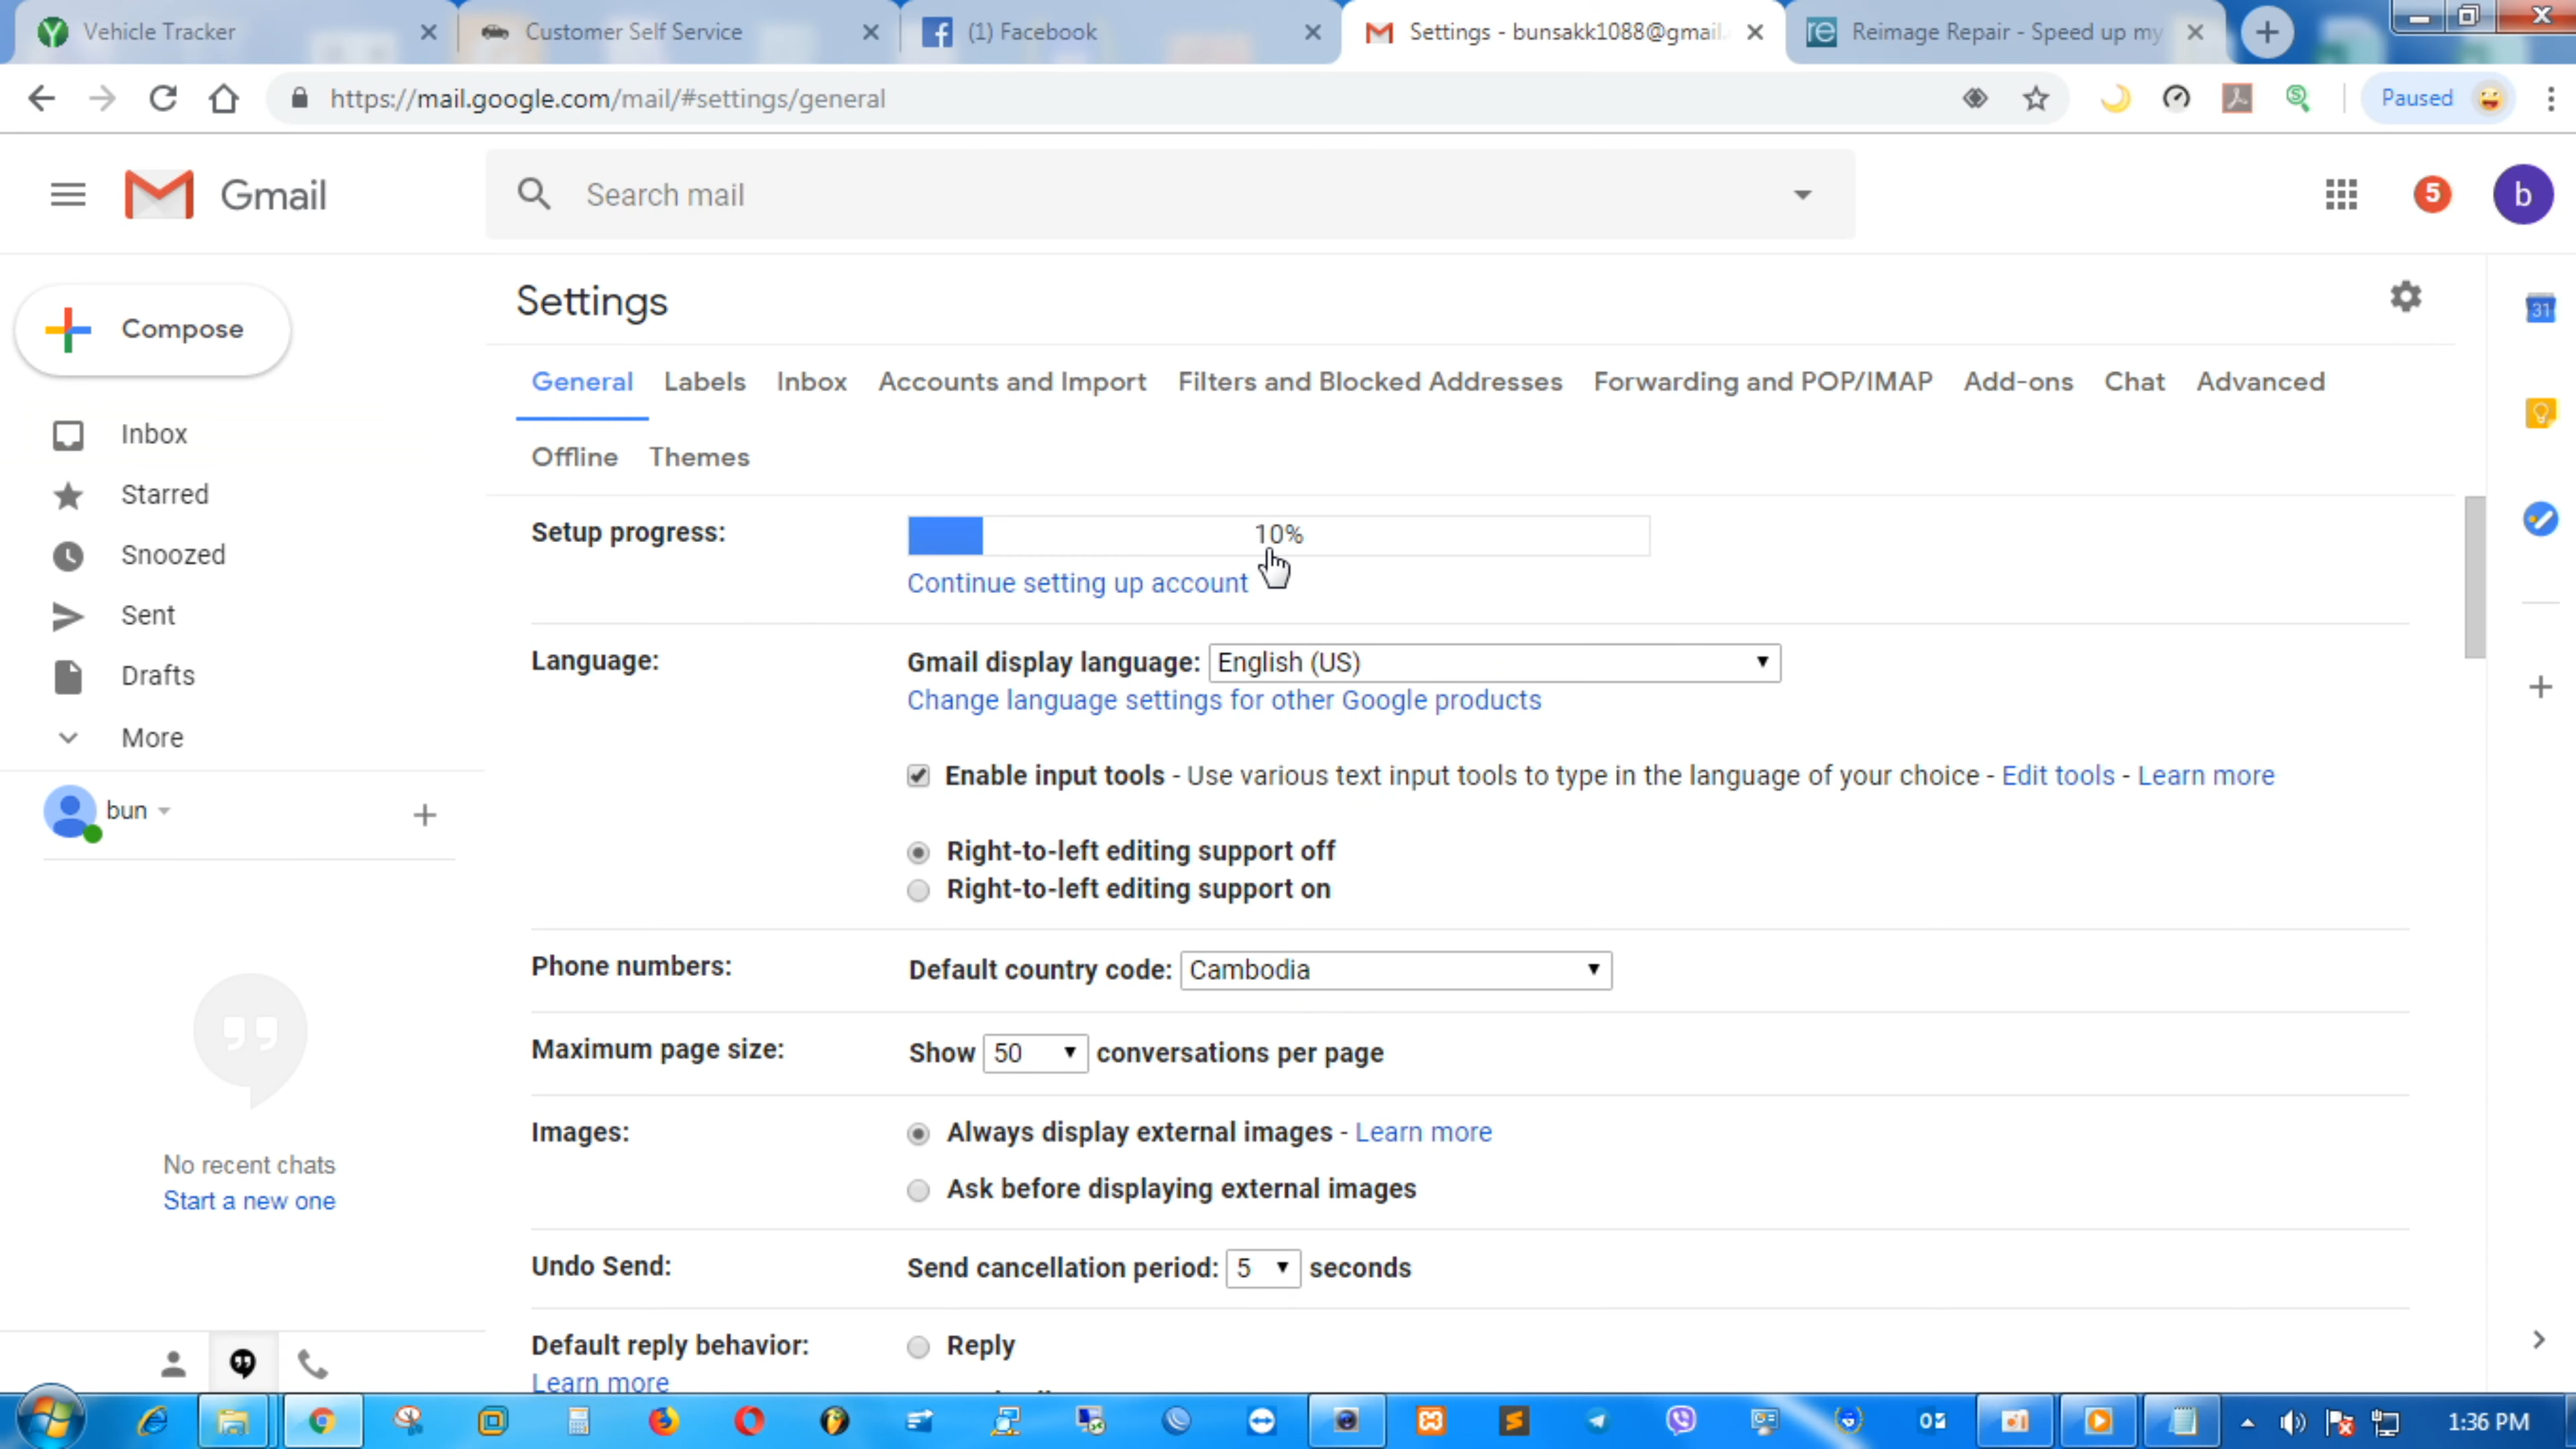 Vehicle Tracker
Customer Self Service
(1) Facebook
Settings - bunsakk1088@gmail.
Reimage Repair - Speed up my
https://mail.google.com/mail/#settings/general
Paused
Gmail
Search mail
5
b
Compose
Settings
31
General Labels Inbox Accounts and Import Filters and Blocked Addresses Forwarding and POP/IMAP Add-ons Chat Advanced
Offline Themes
Inbox
Starred
Snoozed
Sent
Drafts
More
bun
No recent chats
Start a new one
Setup progress:
10%
Continue setting up account
Language:
Gmail display language: English (US)
Change language settings for other Google products
Enable input tools - Use various text input tools to type in the language of your choice - Edit tools - Learn more
Right-to-left editing support off
Right-to-left editing support on
Phone numbers:
Default country code: Cambodia
Maximum page size:
Show 50 conversations per page
Images:
Always display external images - Learn more
Ask before displaying external images
Undo Send:
Send cancellation period: 5 seconds
Default reply behavior:
Learn more
Reply
1:36 PM